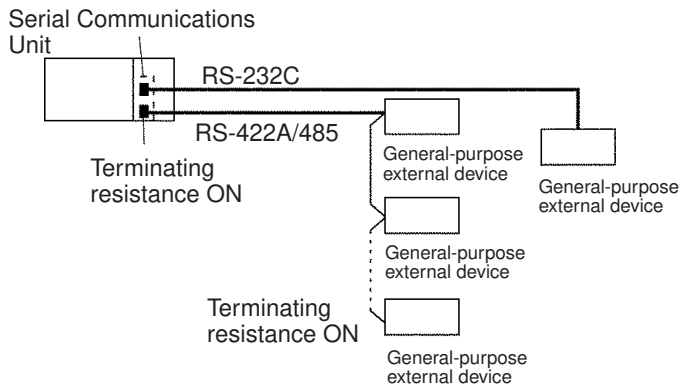 Serial Communications
Unit
RS-232C
RS-422A/485
Terminating
resistance ON
General-purpose
external device
General-purpose
external device
General-purpose
external device
Terminating
resistance ON
General-purpose
external device